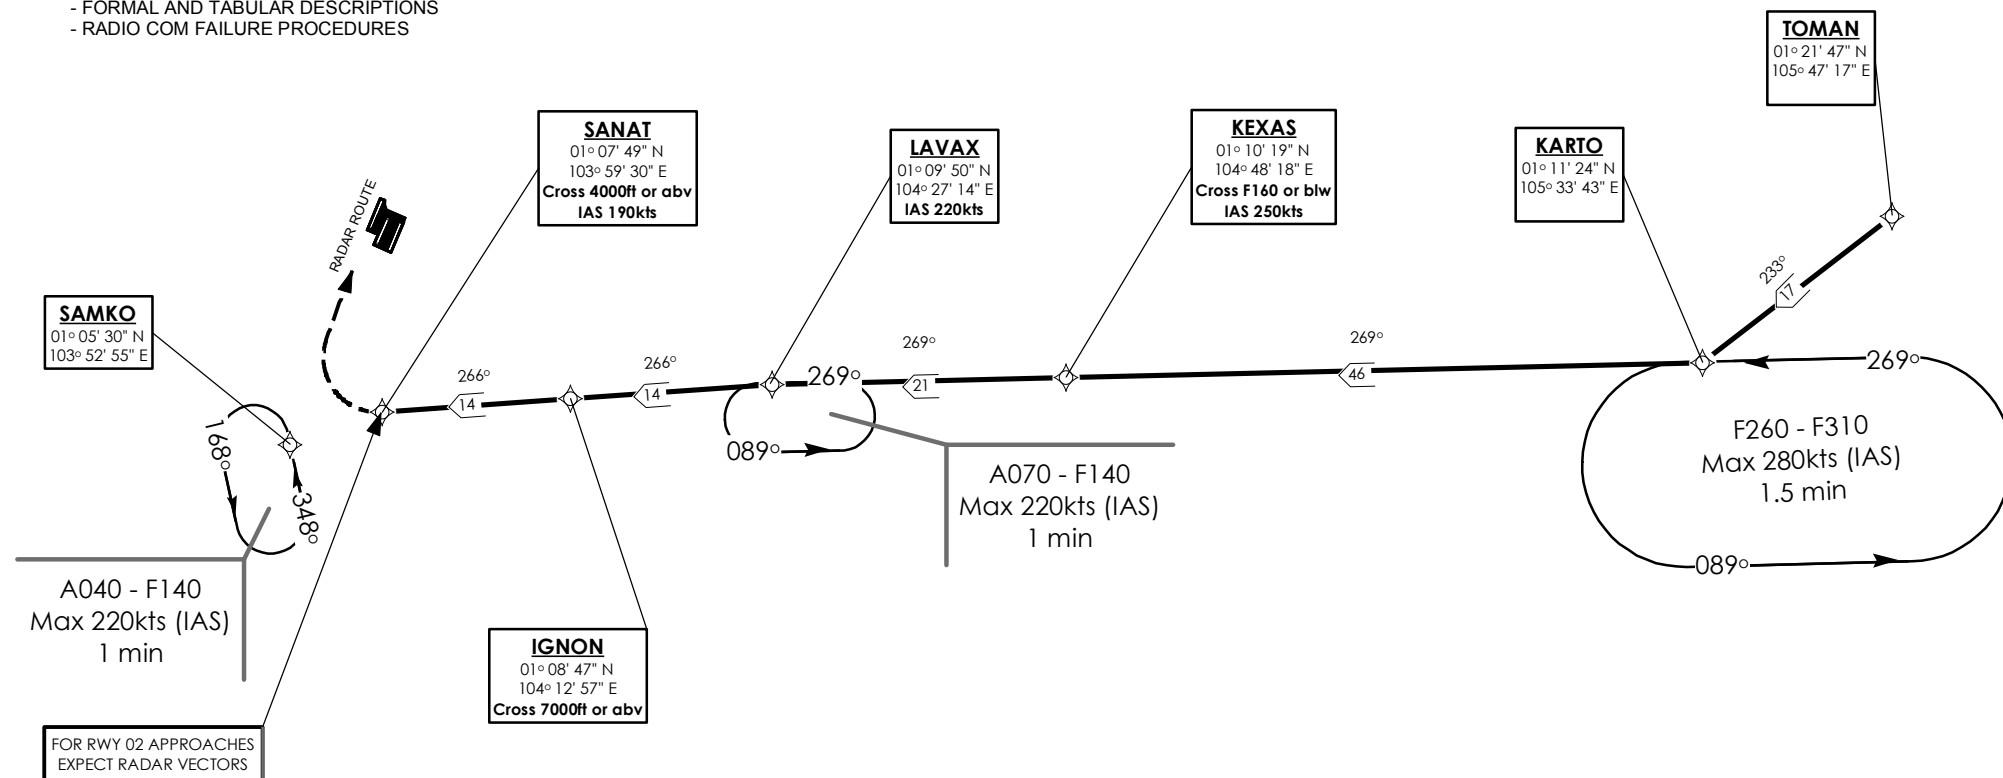 - FORMAL AND TABULAR DESCRIPTIONS
- RADIO COM FAILURE PROCEDURES
TOMAN
01° 21' 47" N
105° 47' 17" E
SANAT
01° 07' 49" N
103° 59' 30" E
Cross 4000ft or abv
IAS 190kts
LAVAX
01° 09' 50" N
104° 27' 14" E
IAS 220kts
KEXAS
01° 10' 19" N
104° 48' 18" E
Cross F160 or blw
IAS 250kts
KARTO
01° 11' 24" N
105° 33' 43" E
RADAR ROUTE
SAMKO
01° 05' 30" N
103° 52' 55" E
233°
17
266°
14
266°
14
269°
269°
21
269°
46
269°
089°
089°
168°
348°
F260 - F310
Max 280kts (IAS)
1.5 min
A070 - F140
Max 220kts (IAS)
1 min
A040 - F140
Max 220kts (IAS)
1 min
IGNON
01° 08' 47" N
104° 12' 57" E
Cross 7000ft or abv
FOR RWY 02 APPROACHES
EXPECT RADAR VECTORS